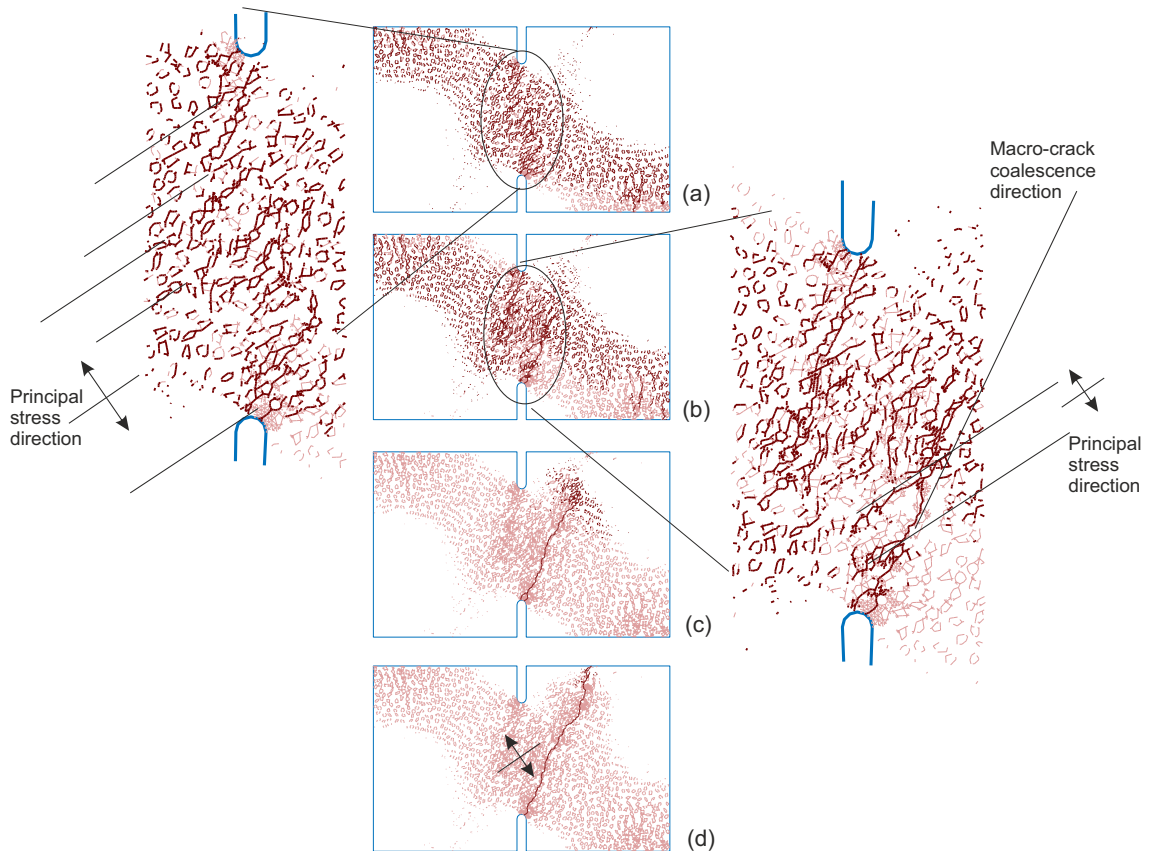 (a)
Macro-crack
coalescence
direction
Principal
stress
direction
(b)
Principal
stress
direction
(c)
(d)